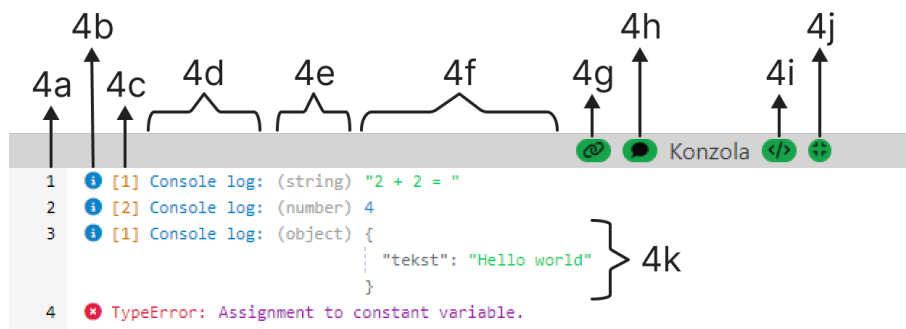 4b 4h 4j
4a 4c 4d 4e 4f 4g 4i
Konzola </>
1 [1] Console log: (string) "2 + 2 = "
2 [2] Console log: (number) 4
3 [1] Console log: (object) {
"tekst": "Hello world" 4k
}
4 TypeError: Assignment to constant variable.